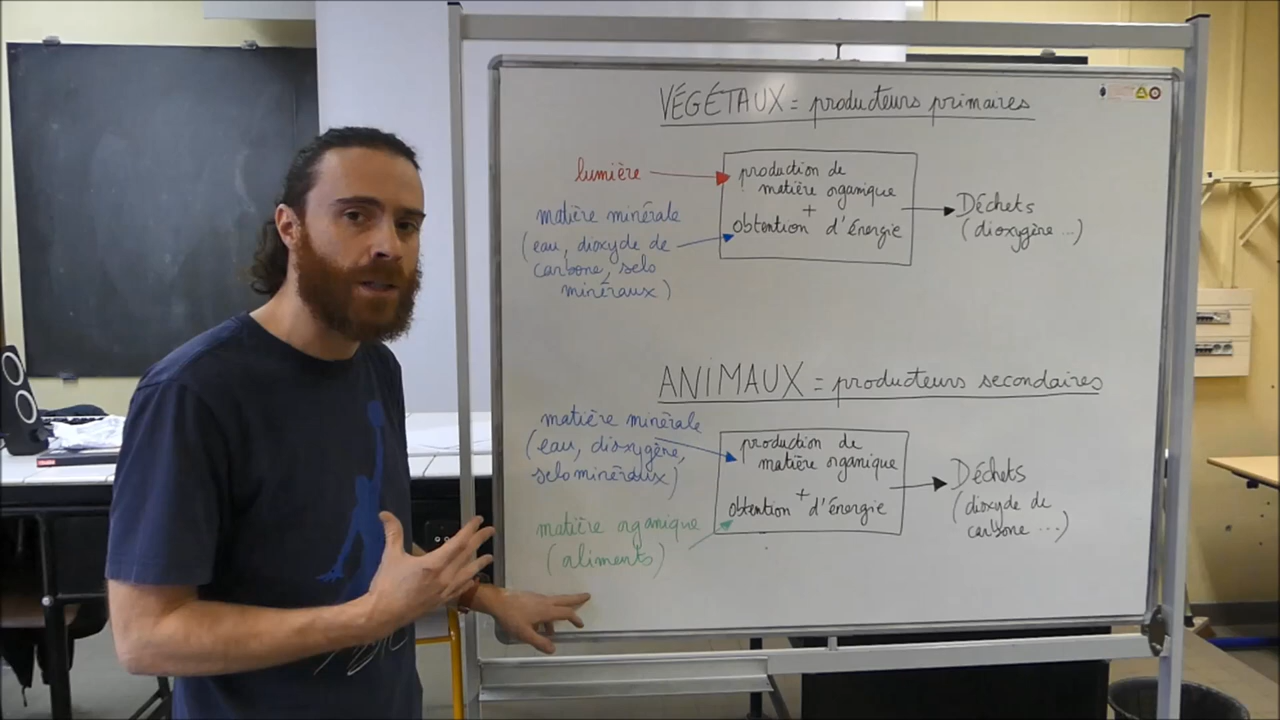 VÉGÉTAUX = producteurs primaires
lumière
matière minérale
(eau, dioxyde de
carbone, sels
minéraux)
production de
matière organique
+
obtention d'énergie
Déchets
(dioxygène ...)
ANIMAUX = producteurs secondaires
matière minérale
(eau, dioxygène,
sels minéraux)
matière organique
(aliments)
production de
matière organique
+
obtention d'énergie
Déchets
(dioxyde de
carbone ...)